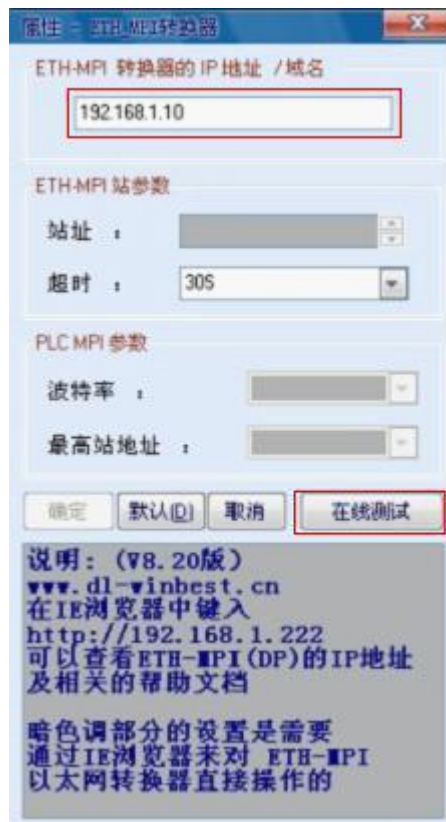 属性 - ETH_MPI转换器
ETH-MPI 转换器的 IP 地址 / 域名
192.168.1.10
ETH-MPI 站参数
站址 :
超时 : 30S
PLC MPI 参数
波特率 :
最高站地址 :
确定 默认(D) 取消 在线测试
说明: (V8.20版)
www.dl-winbest.cn
在IE浏览器中键入
http://192.168.1.222
可以查看ETH-MPI(DP)的IP地址
及相关的帮助文档
暗色调部分的设置是需要
通过IE浏览器来对 ETH-MPI
以太网转换器直接操作的